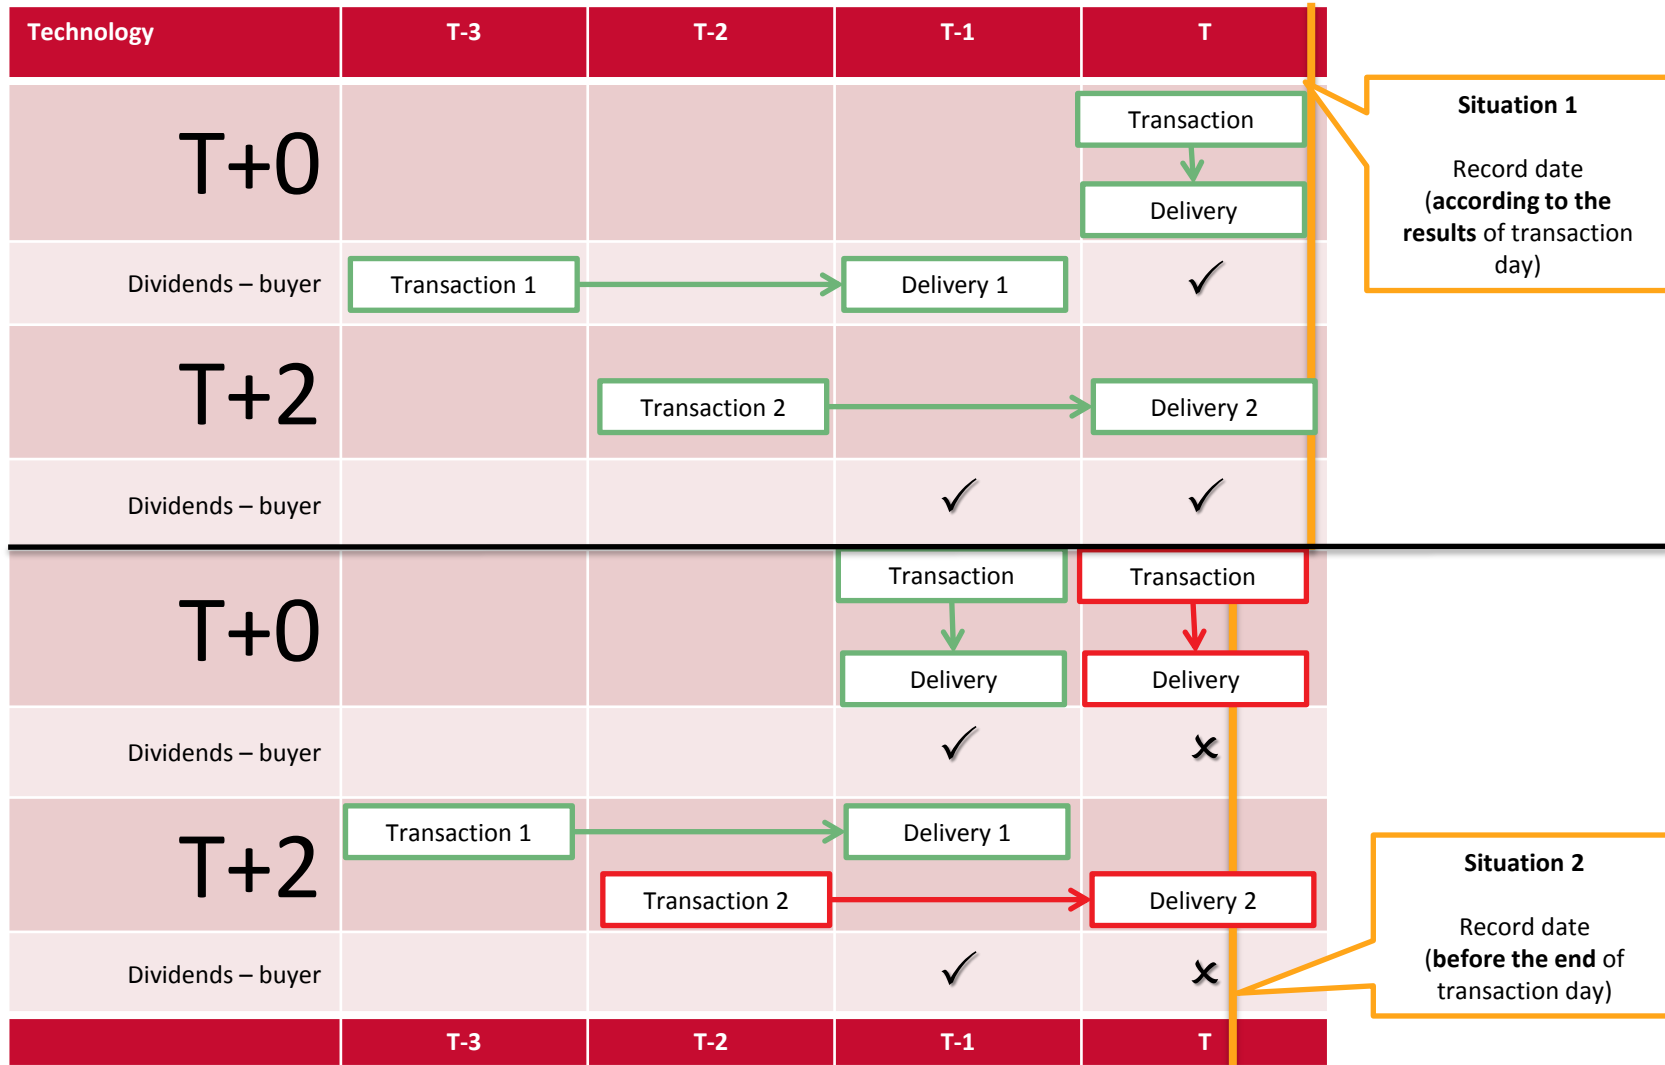 Technology T-3 T-2 T-1 T
Transaction
T+0
Delivery
Dividends – buyer Transaction 1 Delivery 1 ✓
Situation 1
Record date
(according to the
results of transaction
day)
T+2
Transaction 2 Delivery 2
Dividends – buyer ✓ ✓
Transaction Transaction
T+0
Delivery Delivery
Dividends – buyer ✓ ✗
Transaction 1 Delivery 1
T+2
Transaction 2 Delivery 2
Dividends – buyer ✓ ✗
Situation 2
Record date
(before the end of
transaction day)
T-3 T-2 T-1 T